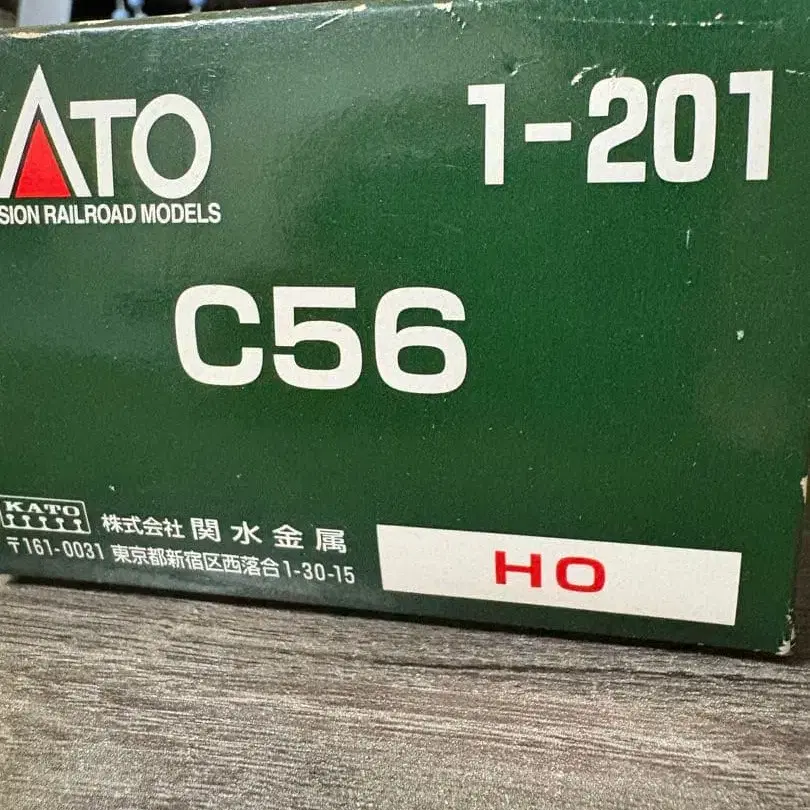 ATO
SION RAILROAD MODELS
1-201
C56
KATO
株式会社 関水金属
〒161-0031 東京都新宿区西落合1-30-15
HO